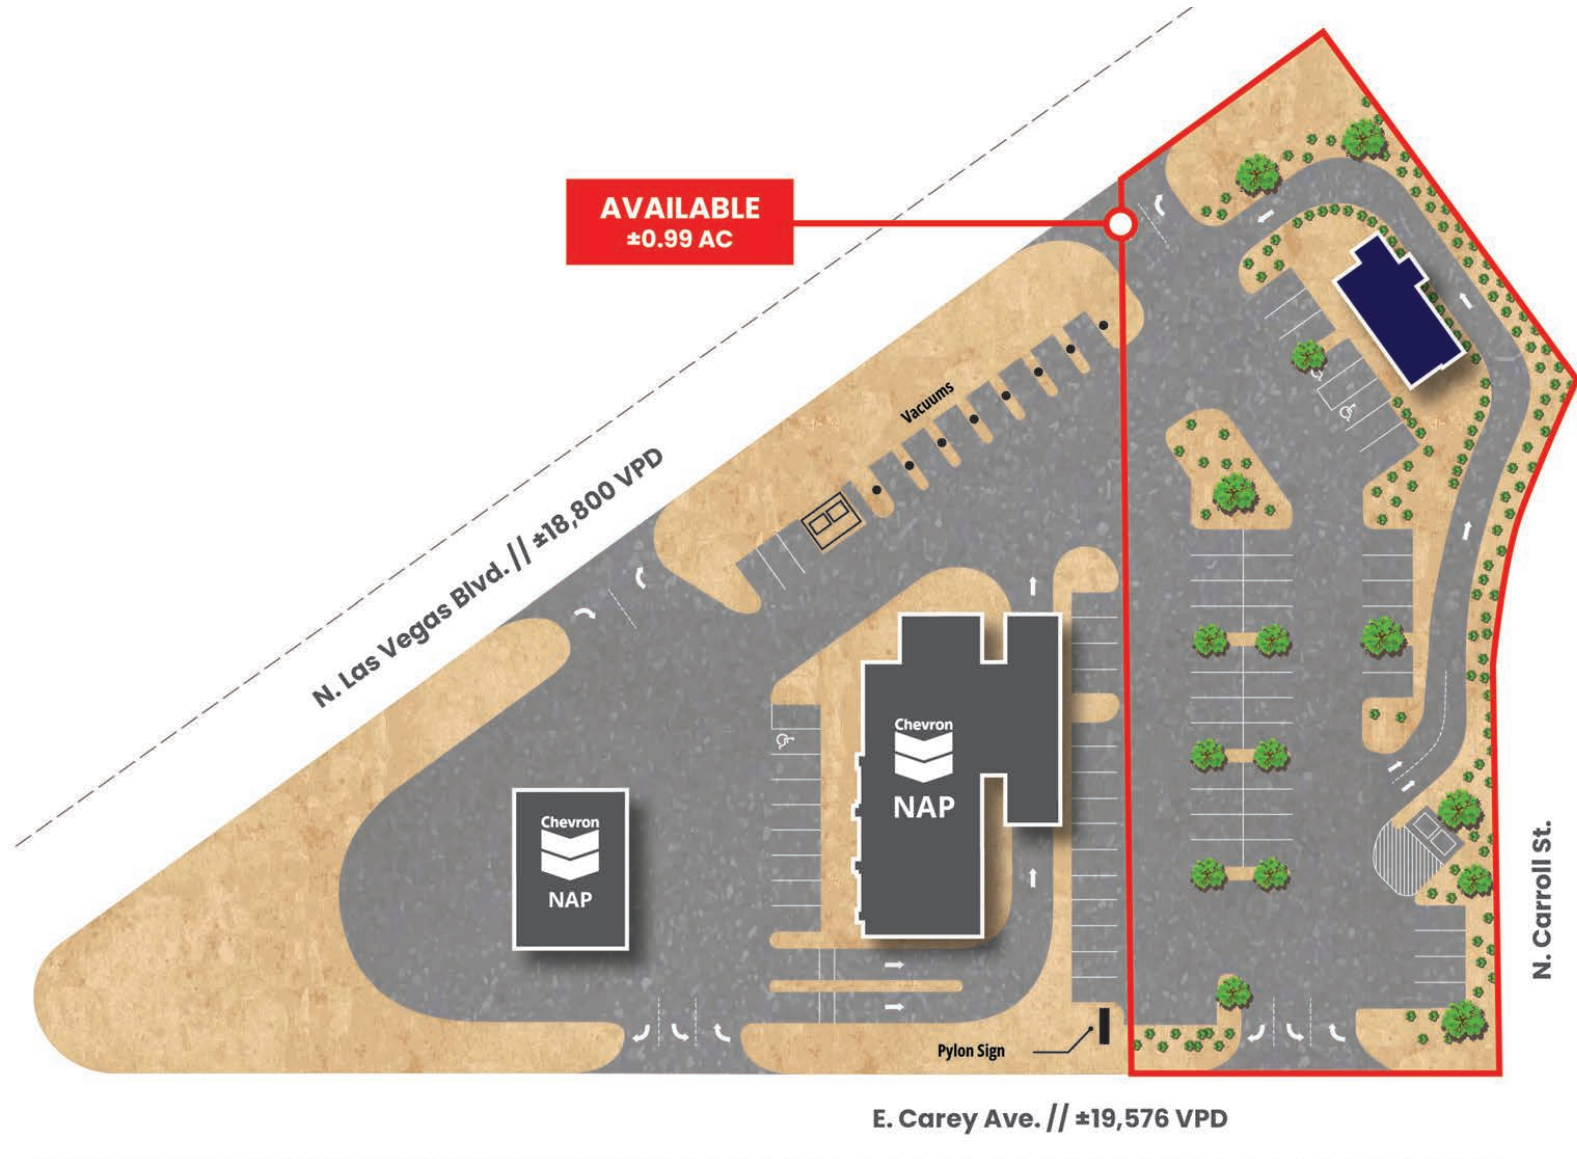 AVAILABLE
±0.99 AC
Vacuums
N. Las Vegas Blvd. // ±18,800 VPD
Chevron
NAP
Chevron
NAP
N. Carroll St.
Pylon Sign
E. Carey Ave. // ±19,576 VPD